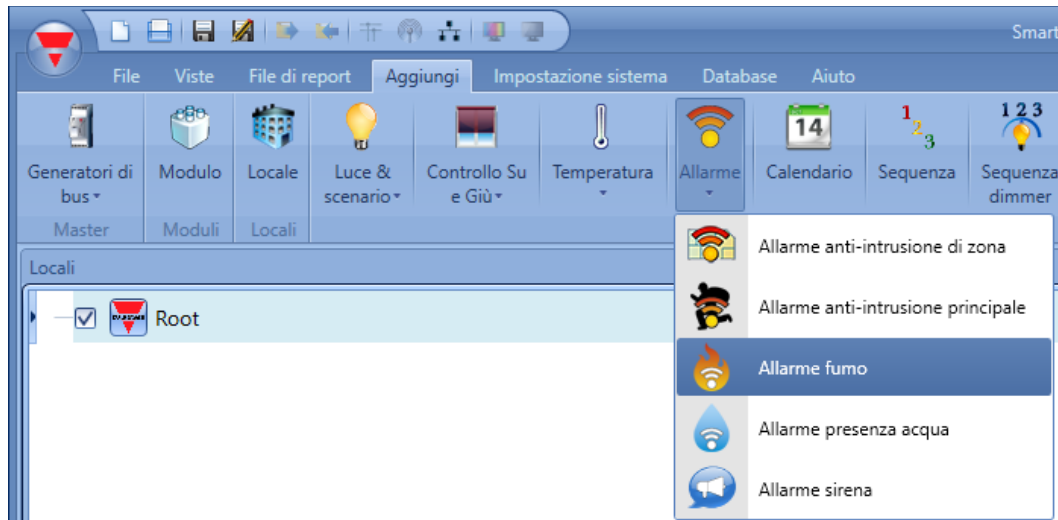 Smart
File Viste File di report Aggiungi Impostazione sistema Database Aiuto
14 1 2 3 1 2 3
Generatori di bus Modulo Locale Luce & scenario Controllo Su e Giù Temperatura Allarme Calendario Sequenza Sequenza dimmer
Master Moduli Locali
Locali
Root
Allarme anti-intrusione di zona
Allarme anti-intrusione principale
Allarme fumo
Allarme presenza acqua
Allarme sirena